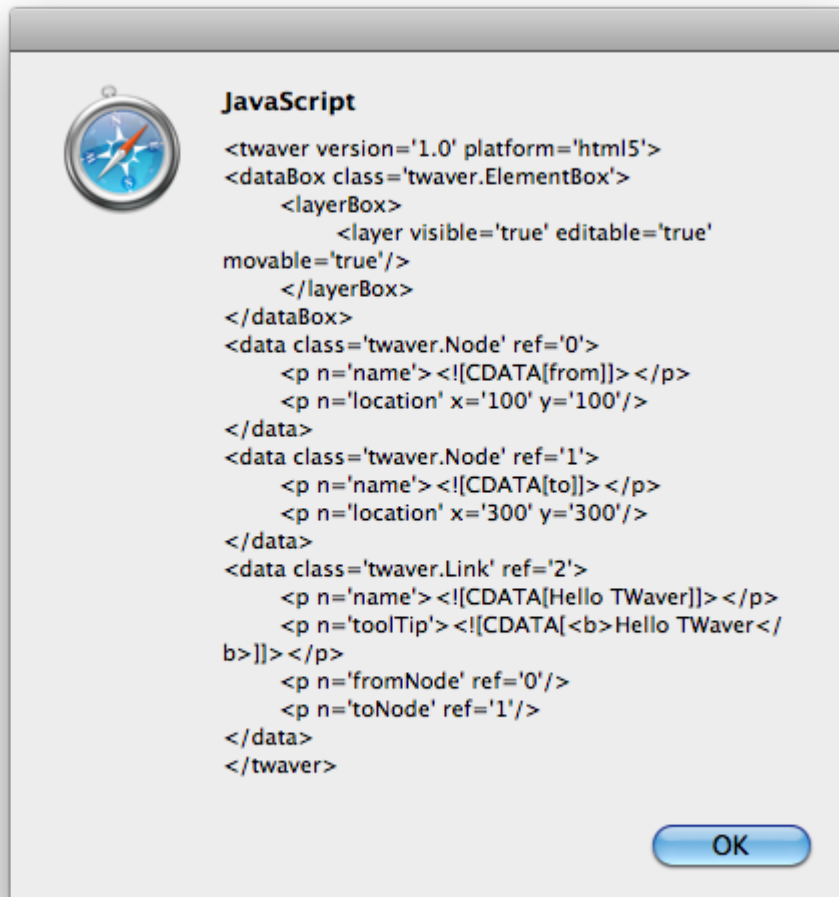 JavaScript
<twaver version='1.0' platform='html5'>
<dataBox class='twaver.ElementBox'>
     <layerBox>
          <layer visible='true' editable='true'
movable='true'/>
     </layerBox>
</dataBox>
<data class='twaver.Node' ref='0'>
     <p n='name'><![CDATA[from]]></p>
     <p n='location' x='100' y='100'/>
</data>
<data class='twaver.Node' ref='1'>
     <p n='name'><![CDATA[to]]></p>
     <p n='location' x='300' y='300'/>
</data>
<data class='twaver.Link' ref='2'>
     <p n='name'><![CDATA[Hello TWaver]]></p>
     <p n='toolTip'><![CDATA[<b>Hello TWaver</
b>]]></p>
     <p n='fromNode' ref='0'/>
     <p n='toNode' ref='1'/>
</data>
</twaver>
OK